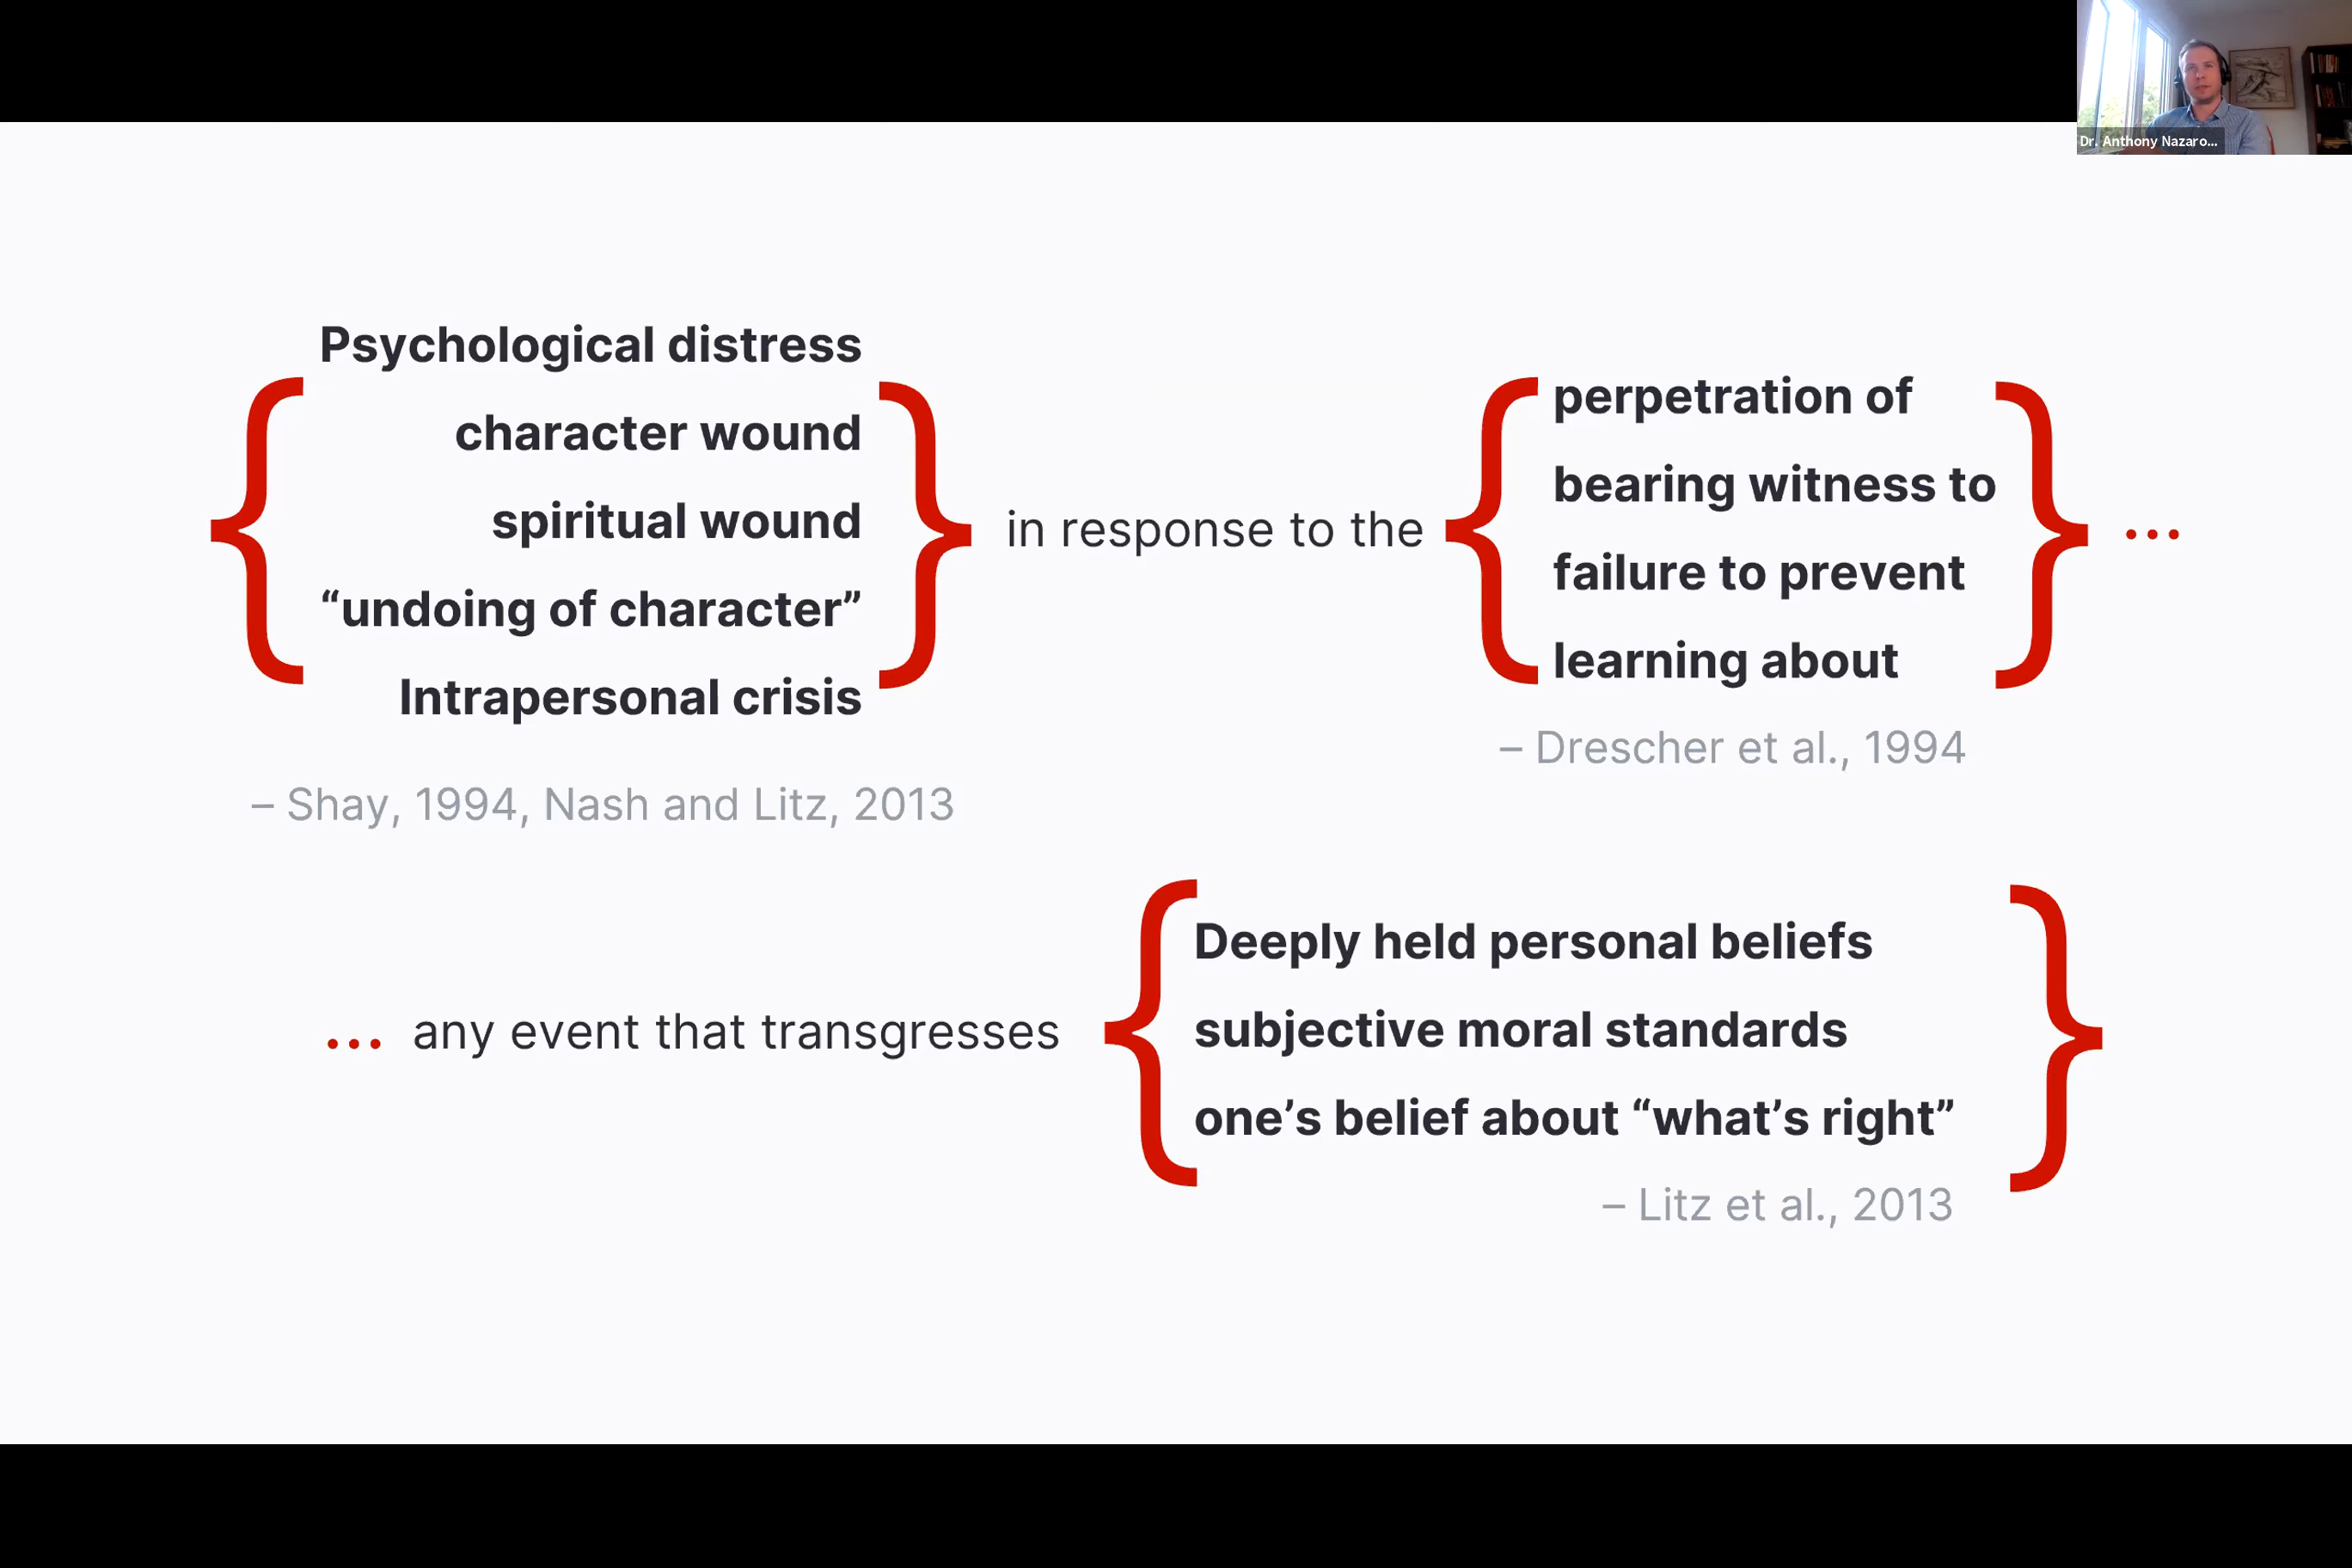 Dr. Anthony Nazaro...
Psychological distress
character wound
spiritual wound
“undoing of character”
Intrapersonal crisis
– Shay, 1994, Nash and Litz, 2013
in response to the
perpetration of
bearing witness to
failure to prevent
learning about
– Drescher et al., 1994
...
... any event that transgresses
Deeply held personal beliefs
subjective moral standards
one’s belief about “what’s right”
– Litz et al., 2013